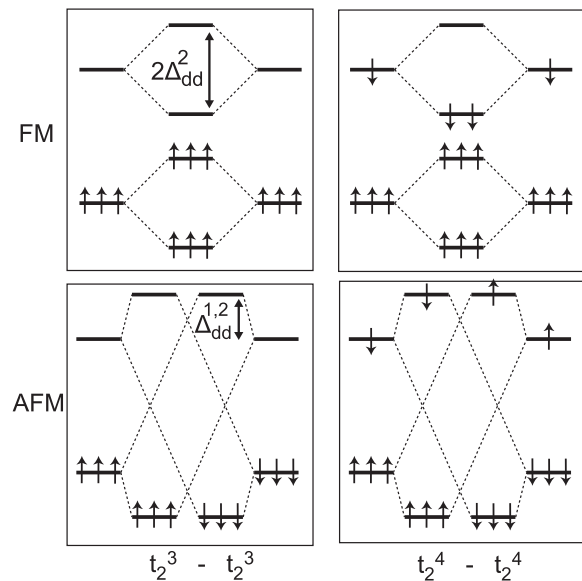 FM
2Δ²dd
AFM
Δ¹,²dd
t₂³ - t₂³
t₂⁴ - t₂⁴